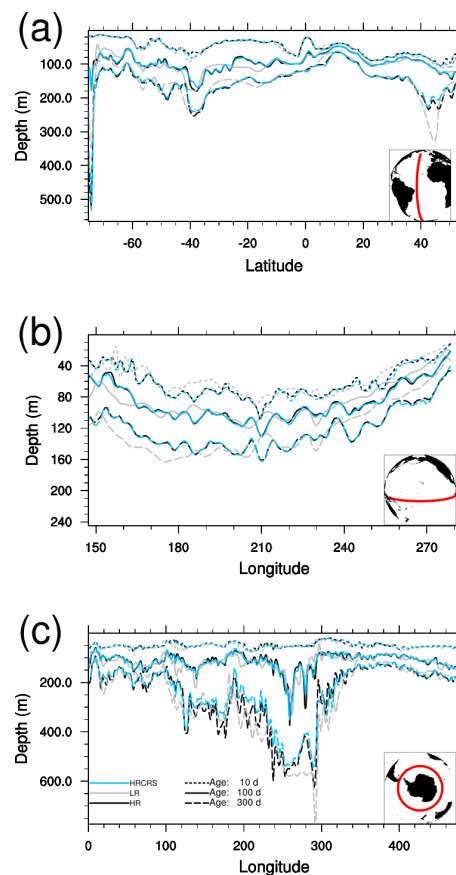 (a)
100.0
200.0
300.0
400.0
500.0
Depth (m)
-60 -40 -20 0 20 40
Latitude
(b)
40
80
120
160
200
240
Depth (m)
150 180 210 240 270
Longitude
(c)
200.0
400.0
600.0
Depth (m)
HRCRS Age: 10 d
LR Age: 100 d
HR Age: 300 d
0 100 200 300 400
Longitude